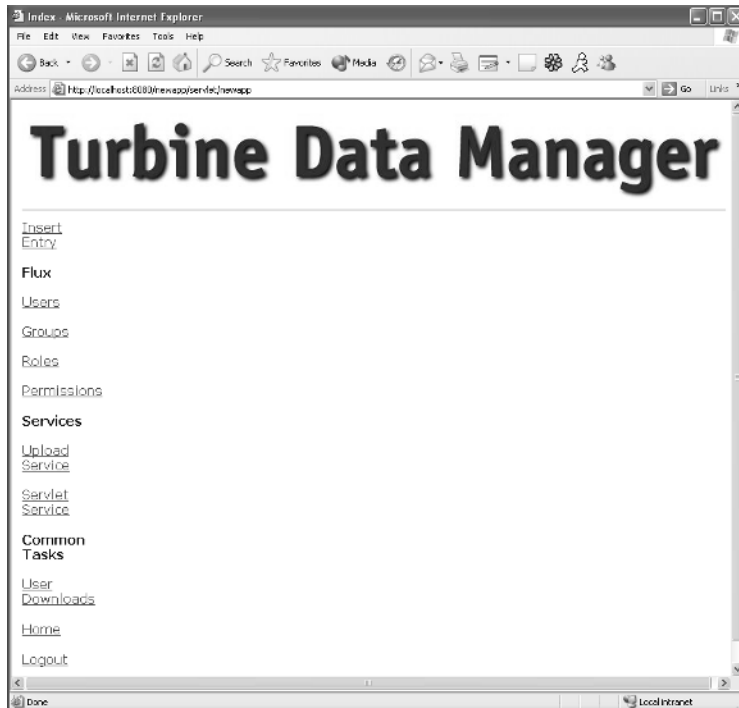 Index - Microsoft Internet Explorer
File Edit View Favorites Tools Help
Back Search Favorites Media
Address http://localhost:8080/newapp/servlet/newapp Go Links
Turbine Data Manager
Insert
Entry
Flux
Users
Groups
Roles
Permissions
Services
Upload
Service
Servlet
Service
Common
Tasks
User
Downloads
Home
Logout
Done Local intranet